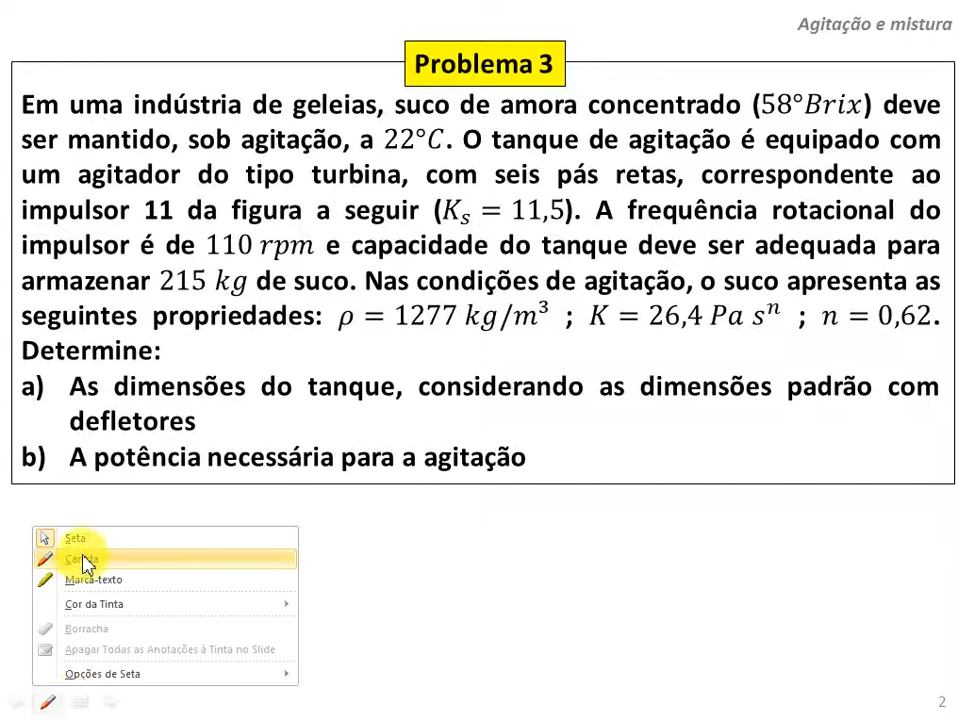 Agitação e mistura
Problema 3
Em uma indústria de geleias, suco de amora concentrado (58°Brix) deve
ser mantido, sob agitação, a 22°C. O tanque de agitação é equipado com
um agitador do tipo turbina, com seis pás retas, correspondente ao
impulsor 11 da figura a seguir (Kₛ = 11,5). A frequência rotacional do
impulsor é de 110 rpm e capacidade do tanque deve ser adequada para
armazenar 215 kg de suco. Nas condições de agitação, o suco apresenta as
seguintes propriedades: ρ = 1277 kg/m³ ; K = 26,4 Pa sⁿ ; n = 0,62.
Determine:
a) As dimensões do tanque, considerando as dimensões padrão com
defletores
b) A potência necessária para a agitação
Seta
Caneta
Marca-texto
Cor da Tinta
Borracha
Apagar Todas as Anotações à Tinta no Slide
Opções de Seta
2